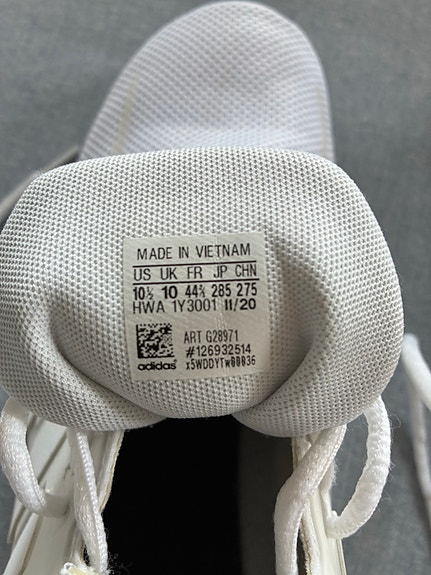 MADE IN VIETNAM
US UK FR JP CHN
10½ 10 44⅔ 285 275
HWA 1Y3001 11/20
ART G28971
#126932514
adidas® x5WDDYTw00036